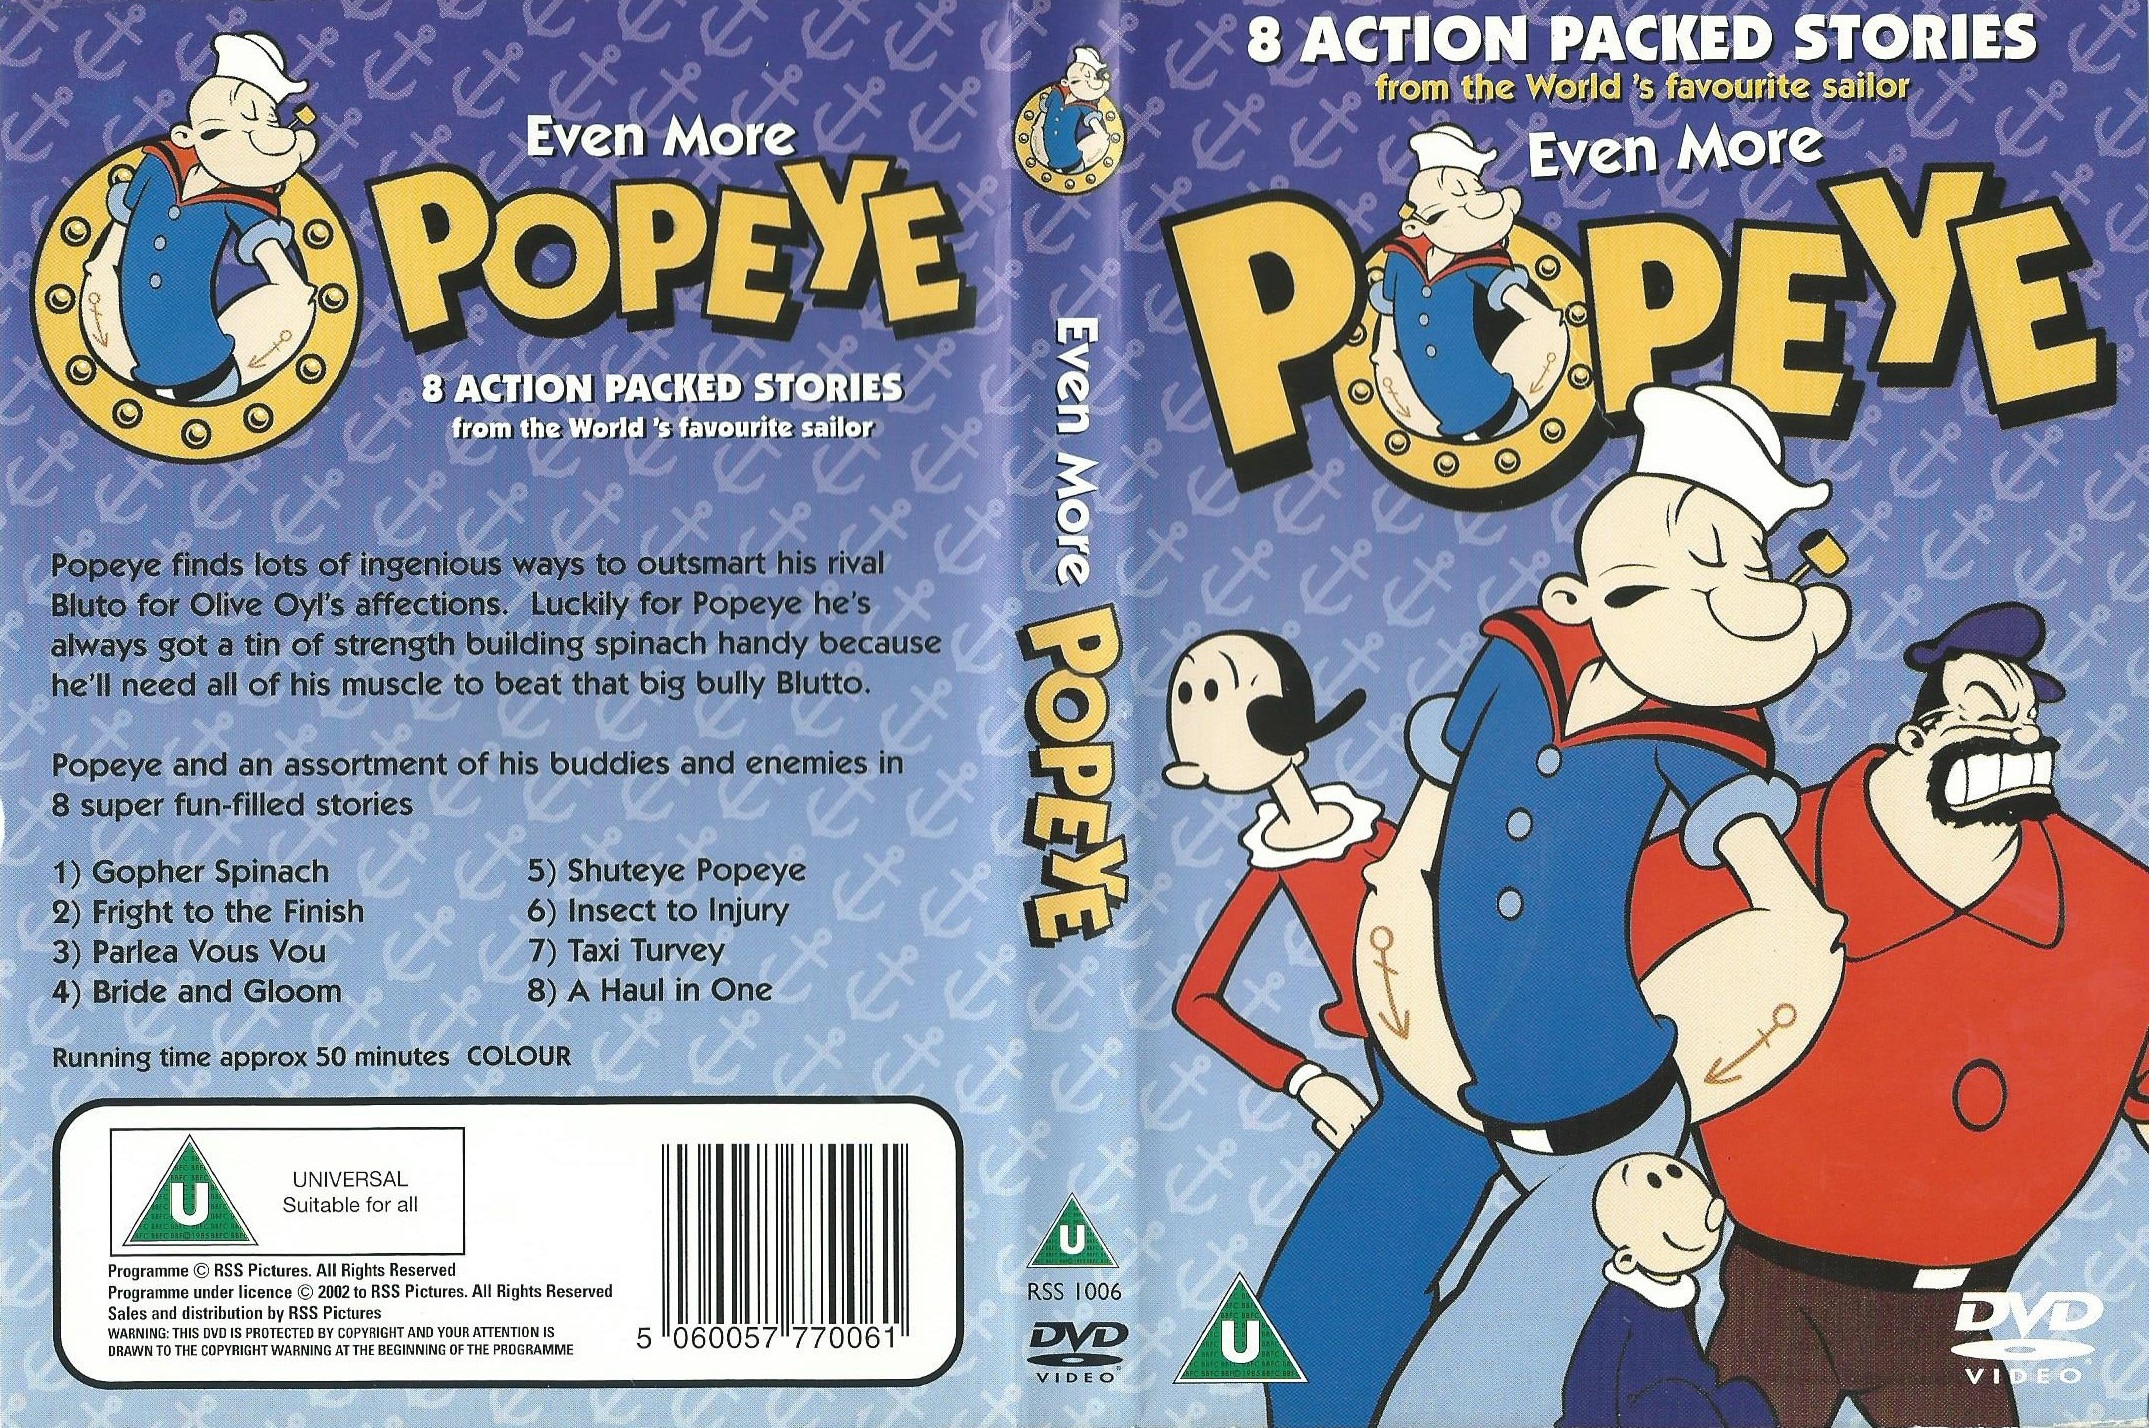 Even More
POPEYE
8 ACTION PACKED STORIES
from the World 's favourite sailor
Popeye finds lots of ingenious ways to outsmart his rival
Bluto for Olive Oyl's affections. Luckily for Popeye he's
always got a tin of strength building spinach handy because
he'll need all of his muscle to beat that big bully Blutto.
Popeye and an assortment of his buddies and enemies in
8 super fun-filled stories
1) Gopher Spinach
2) Fright to the Finish
3) Parlea Vous Vou
4) Bride and Gloom
5) Shuteye Popeye
6) Insect to Injury
7) Taxi Turvey
8) A Haul in One
Running time approx 50 minutes COLOUR
U
UNIVERSAL
Suitable for all
Programme © RSS Pictures. All Rights Reserved
Programme under licence © 2002 to RSS Pictures. All Rights Reserved
Sales and distribution by RSS Pictures
WARNING: THIS DVD IS PROTECTED BY COPYRIGHT AND YOUR ATTENTION IS
DRAWN TO THE COPYRIGHT WARNING AT THE BEGINNING OF THE PROGRAMME
5 060057 770061
Even More POPEYE
U
RSS 1006
DVD
VIDEO
8 ACTION PACKED STORIES
from the World 's favourite sailor
Even More
POPEYE
U
DVD
VIDEO